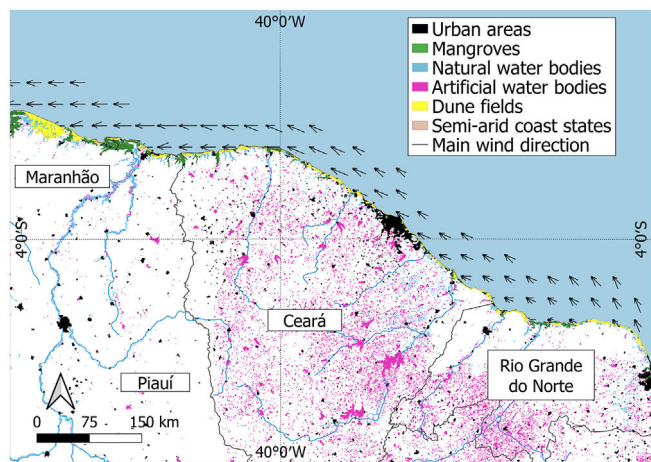 40°0'W
Urban areas
Mangroves
Natural water bodies
Artificial water bodies
Dune fields
Semi-arid coast states
Main wind direction
Maranhão
4°0'S
4°0'S
Ceará
Rio Grande
do Norte
Piauí
0 75 150 km
40°0'W